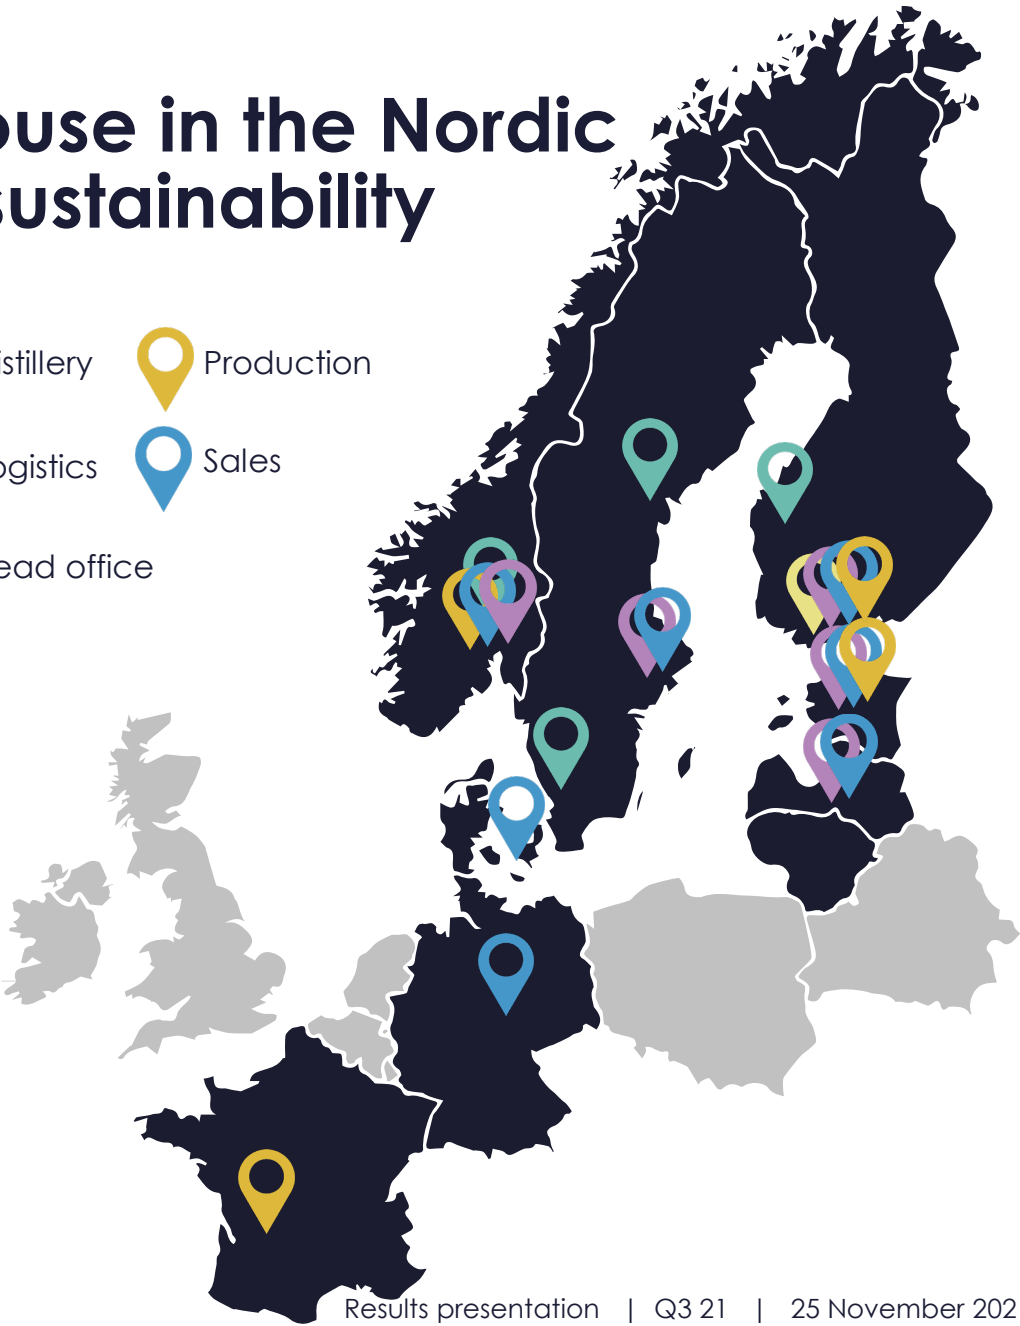 ouse in the Nordic
sustainability
istillery
Production
ogistics
Sales
ead office
Results presentation | Q3 21 | 25 November 202